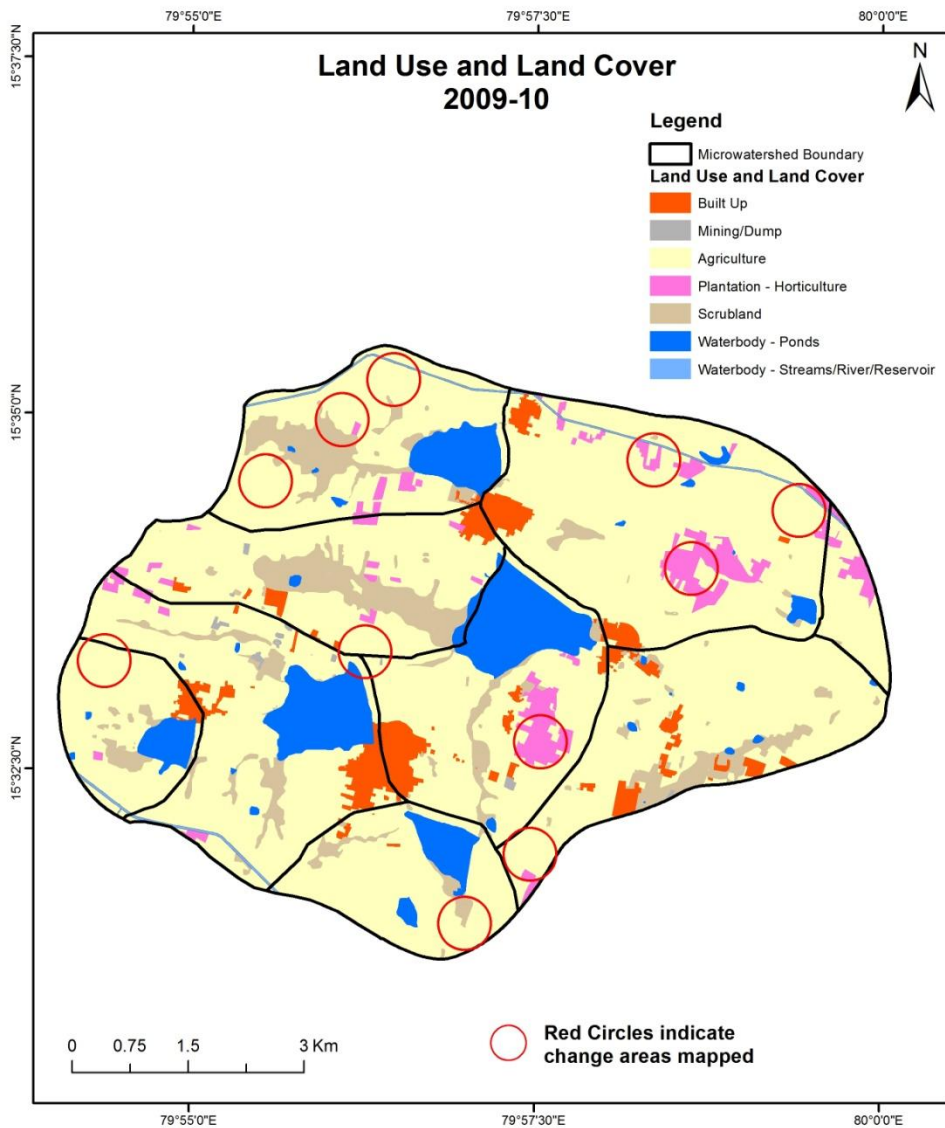 79°55'0"E
79°57'30"E
80°0'0"E
15°37'30"N
15°37'30"N
Land Use and Land Cover
2009-10
N
Legend
Microwatershed Boundary
Land Use and Land Cover
Built Up
Mining/Dump
Agriculture
Plantation - Horticulture
Scrubland
Waterbody - Ponds
Waterbody - Streams/River/Reservoir
15°35'0"N
15°32'30"N
Red Circles indicate
change areas mapped
0 0.75 1.5 3 Km
79°55'0"E
79°57'30"E
80°0'0"E